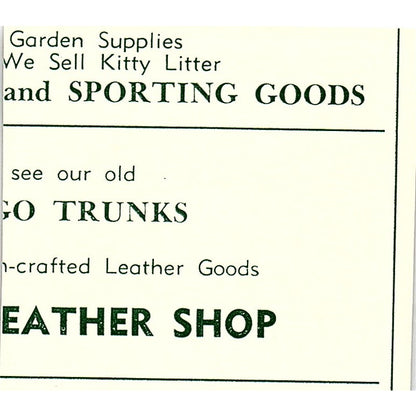 Garden Supplies
We Sell Kitty Litter
and SPORTING GOODS
see our old
GO TRUNKS
n-crafted Leather Goods
EATHER SHOP